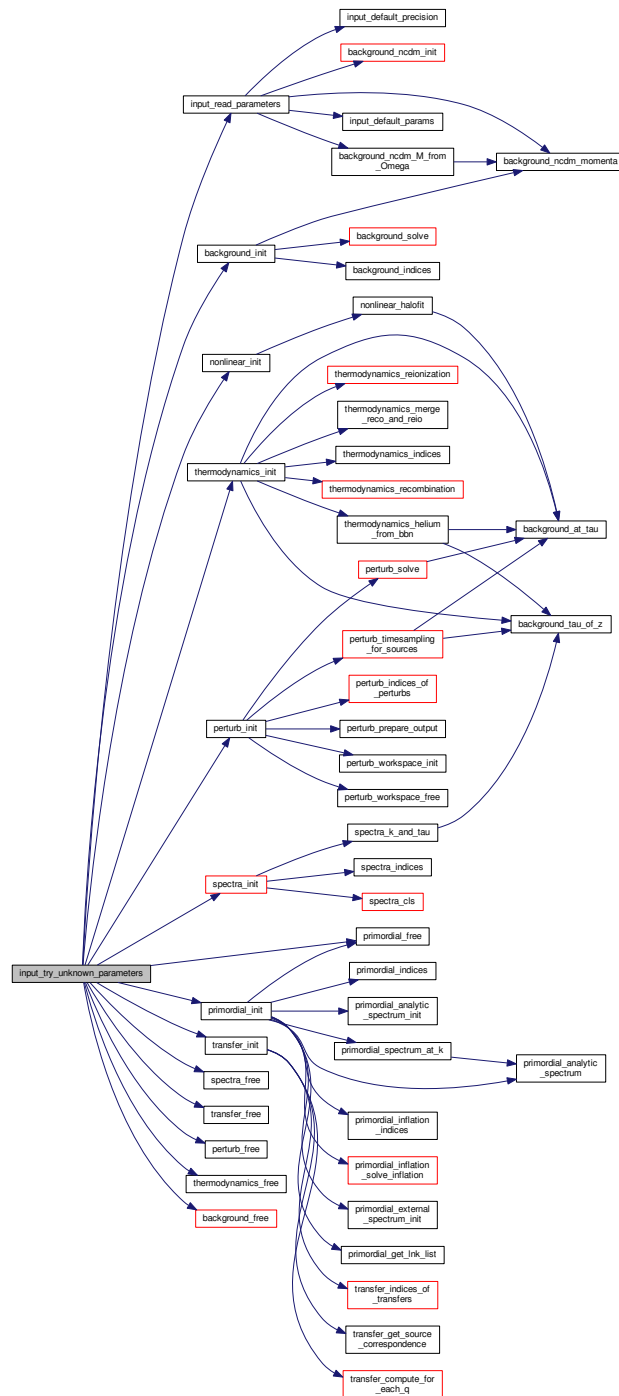 input_default_precision
background_ncdm_init
input_read_parameters
input_default_params
background_ncdm_M_from
_Omega
background_ncdm_momenta
background_solve
background_init
background_indices
nonlinear_halofit
nonlinear_init
thermodynamics_reionization
thermodynamics_merge
_reco_and_reio
thermodynamics_indices
thermodynamics_init
thermodynamics_recombination
thermodynamics_helium
_from_bbn
background_at_tau
perturb_solve
background_tau_of_z
perturb_timesampling
_for_sources
perturb_indices_of
_perturbs
perturb_init
perturb_prepare_output
perturb_workspace_init
perturb_workspace_free
spectra_k_and_tau
spectra_indices
spectra_init
spectra_cls
primordial_free
input_try_unknown_parameters
primordial_indices
primordial_init
primordial_analytic
_spectrum_init
transfer_init
primordial_spectrum_at_k
primordial_analytic
_spectrum
spectra_free
transfer_free
primordial_inflation
_indices
perturb_free
primordial_inflation
_solve_inflation
thermodynamics_free
background_free
primordial_external
_spectrum_init
primordial_get_lnk_list
transfer_indices_of
_transfers
transfer_get_source
_correspondence
transfer_compute_for
_each_q